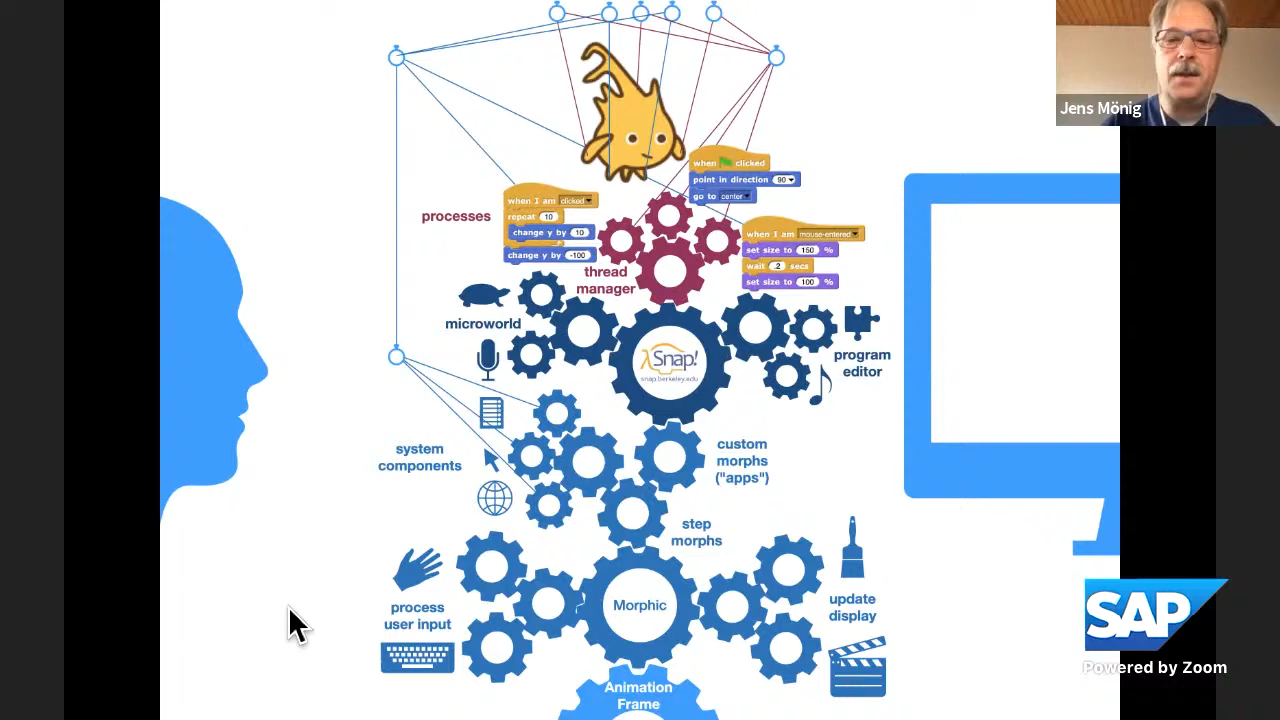 Jens Mönig
when clicked
point in direction 90
go to center
when I am clicked
repeat 10
change y by 10
change y by -100
processes
when I am mouse-entered
set size to 150 %
wait .2 secs
set size to 100 %
thread
manager
microworld
λSnap!
snap.berkeley.edu
program
editor
system
components
custom
morphs
("apps")
step
morphs
process
user input
Morphic
update
display
SAP
Powered by Zoom
Animation
Frame